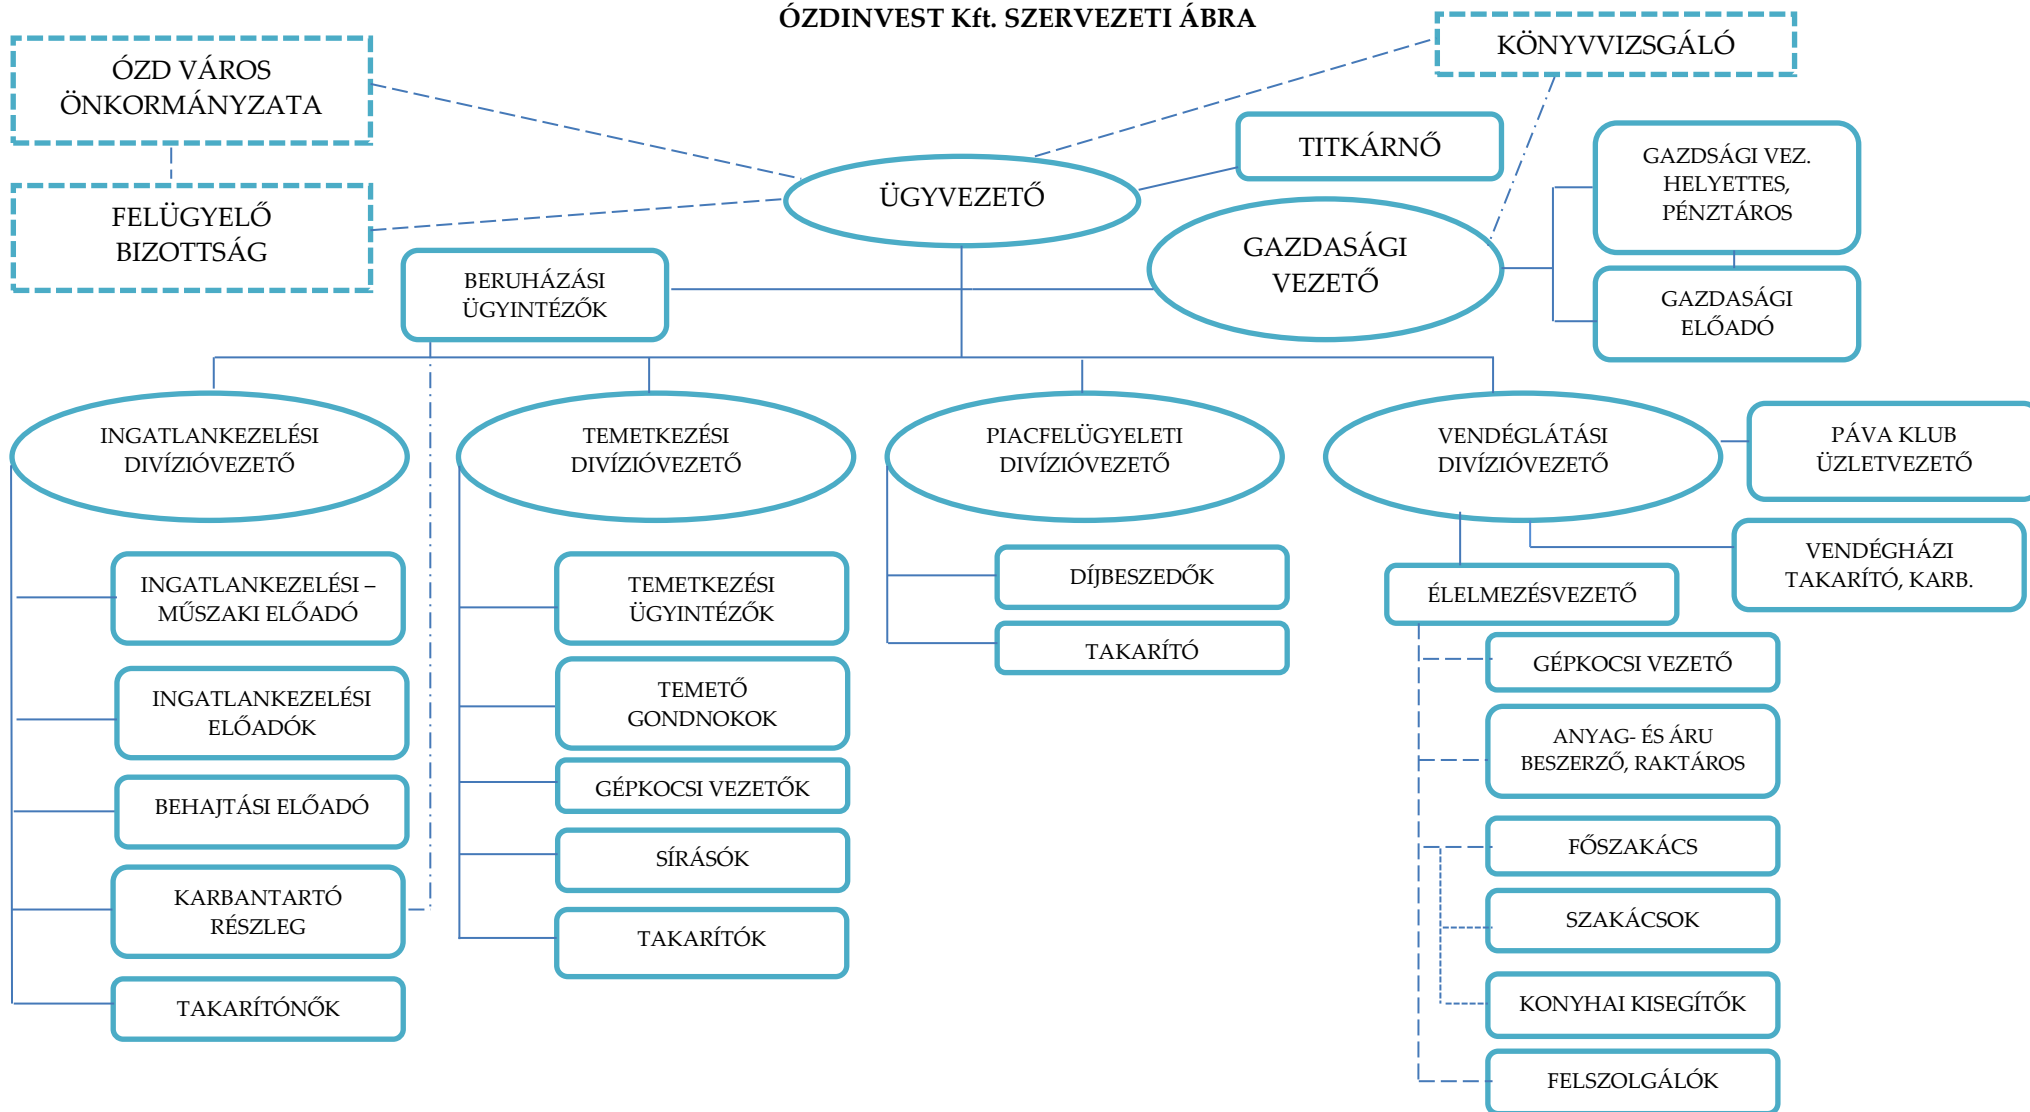 ÓZDINVEST Kft. SZERVEZETI ÁBRA
ÓZD VÁROS
ÖNKORMÁNYZATA
KÖNYVVIZSGÁLÓ
TITKÁRNŐ
ÜGYVEZETŐ
GAZDSÁGI VEZ.
HELYETTES,
PÉNZTÁROS
FELÜGYELŐ
BIZOTTSÁG
GAZDASÁGI
VEZETŐ
BERUHÁZÁSI
ÜGYINTÉZŐK
GAZDASÁGI
ELŐADÓ
INGATLANKEZELÉSI
DIVÍZIÓVEZETŐ
TEMETKEZÉSI
DIVÍZIÓVEZETŐ
PIACFELÜGYELETI
DIVÍZIÓVEZETŐ
VENDÉGLÁTÁSI
DIVÍZIÓVEZETŐ
PÁVA KLUB
ÜZLETVEZETŐ
INGATLANKEZELÉSI –
MŰSZAKI ELŐADÓ
INGATLANKEZELÉSI
ELŐADÓK
BEHAJTÁSI ELŐADÓ
KARBANTARTÓ
RÉSZLEG
TAKARÍTÓNŐK
TEMETKEZÉSI
ÜGYINTÉZŐK
TEMETŐ
GONDNOKOK
GÉPKOCSI VEZETŐK
SÍRÁSÓK
TAKARÍTÓK
DÍJBESZEDŐK
TAKARÍTÓ
VENDÉGHÁZI
TAKARÍTÓ, KARB.
ÉLELMEZÉSVEZETŐ
GÉPKOCSI VEZETŐ
ANYAG- ÉS ÁRU
BESZERZŐ, RAKTÁROS
FŐSZAKÁCS
SZAKÁCSOK
KONYHAI KISEGÍTŐK
FELSZOLGÁLÓK